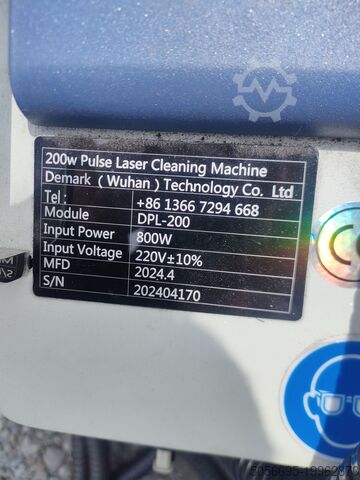 200w Pulse Laser Cleaning Machine
Demark (Wuhan) Technology Co. Ltd
Tel: +86 1366 7294 668
Module DPL-200
Input Power 800W
Input Voltage 220V±10%
MFD 2024.4
S/N 202404170